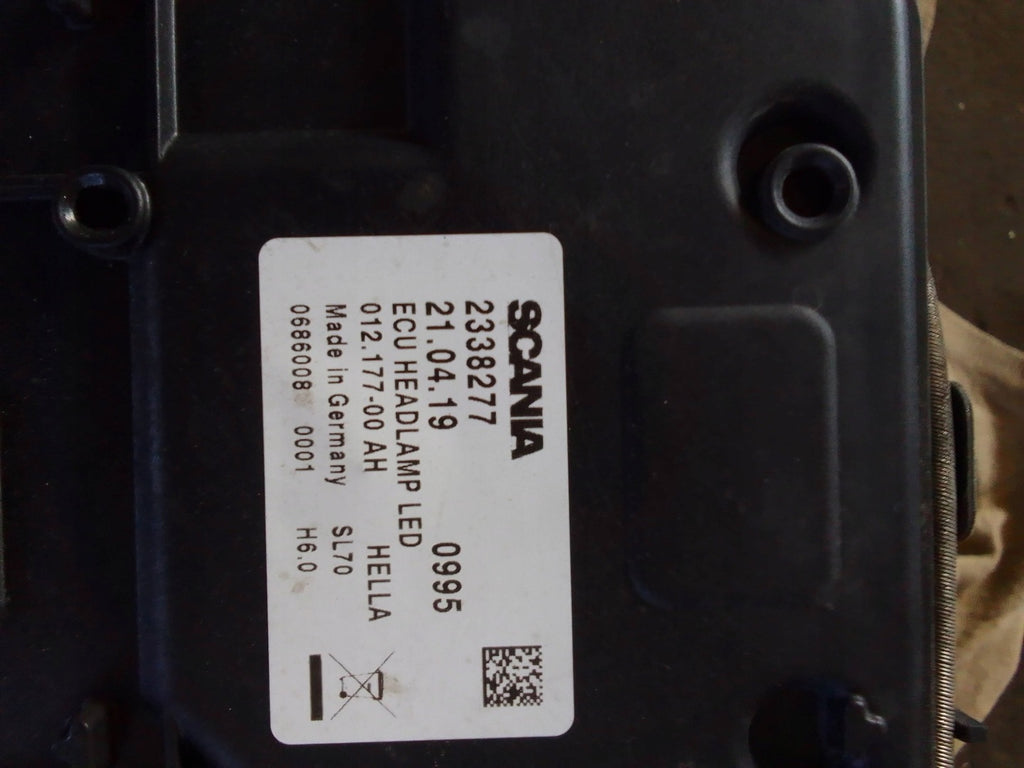 SCANIA
2338277
21.04.19 0995
ECU HEADLAMP LED
012.177-00 AH HELLA
Made in Germany SL70
0686008 0001 H6.0